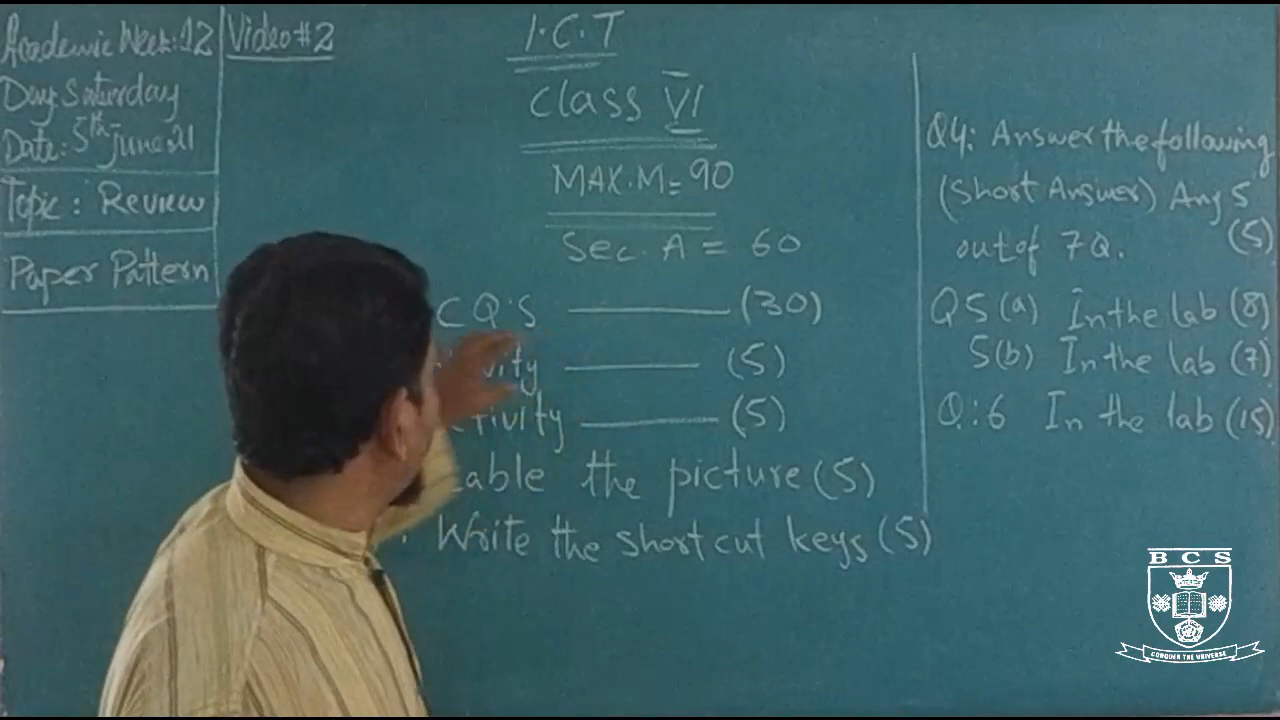 Academic Week: 12
Video # 2
Day: Saturday
Date: 5th June 21
Topic : Review
Paper Pattern
I.C.T
Class VI
MAX.M = 90
Sec. A = 60
CQ'S (30)
(5)
(5)
Lable the picture (5)
Write the short cut keys (5)
Q4: Answer the following
(Short Answer) Any 5
out of 7Q. (5)
Q5 (a) In the lab (8)
5(b) In the lab (7)
Q:6 In the lab (15)
BCS
CONQUER THE UNIVERSE